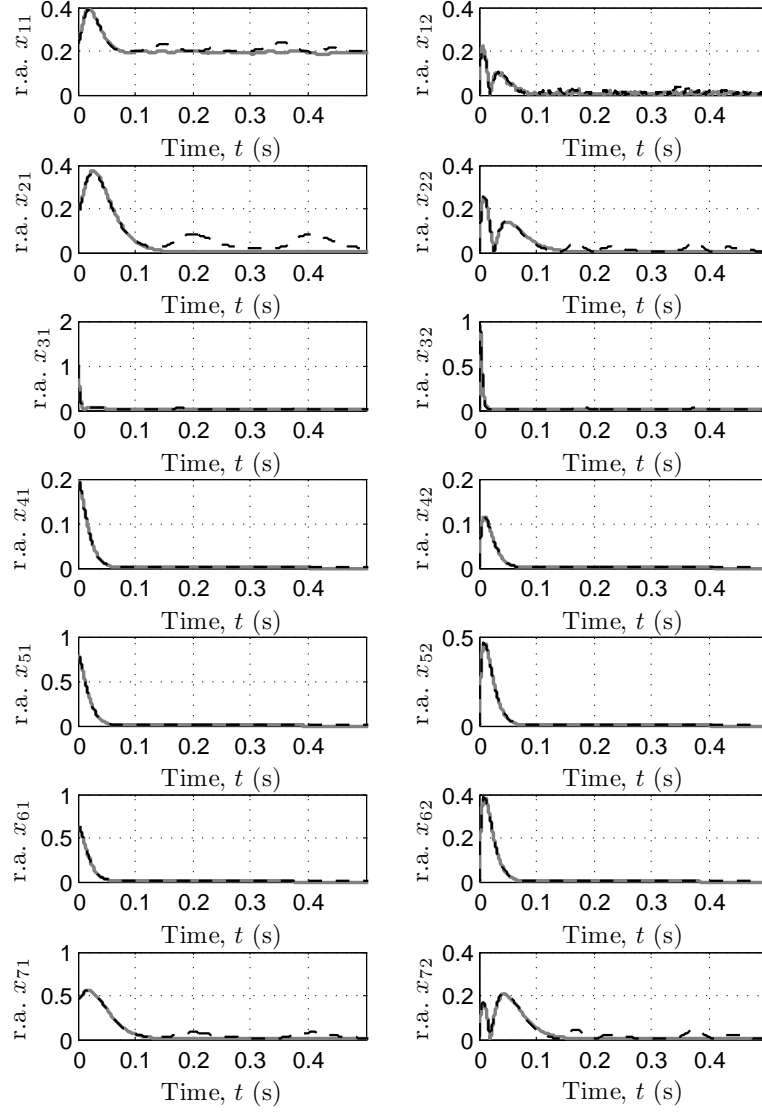 r.a. x11
0.4
0.2
0
0 0.1 0.2 0.3 0.4
Time, t (s)
r.a. x12
0.4
0.2
0
0 0.1 0.2 0.3 0.4
Time, t (s)
r.a. x21
0.4
0.2
0
0 0.1 0.2 0.3 0.4
Time, t (s)
r.a. x22
0.4
0.2
0
0 0.1 0.2 0.3 0.4
Time, t (s)
r.a. x31
2
1
0
0 0.1 0.2 0.3 0.4
Time, t (s)
r.a. x32
1
0.5
0
0 0.1 0.2 0.3 0.4
Time, t (s)
r.a. x41
0.2
0.1
0
0 0.1 0.2 0.3 0.4
Time, t (s)
r.a. x42
0.2
0.1
0
0 0.1 0.2 0.3 0.4
Time, t (s)
r.a. x51
1
0.5
0
0 0.1 0.2 0.3 0.4
Time, t (s)
r.a. x52
0.5
0
0 0.1 0.2 0.3 0.4
Time, t (s)
r.a. x61
1
0.5
0
0 0.1 0.2 0.3 0.4
Time, t (s)
r.a. x62
0.4
0.2
0
0 0.1 0.2 0.3 0.4
Time, t (s)
r.a. x71
1
0.5
0
0 0.1 0.2 0.3 0.4
Time, t (s)
r.a. x72
0.4
0.2
0
0 0.1 0.2 0.3 0.4
Time, t (s)